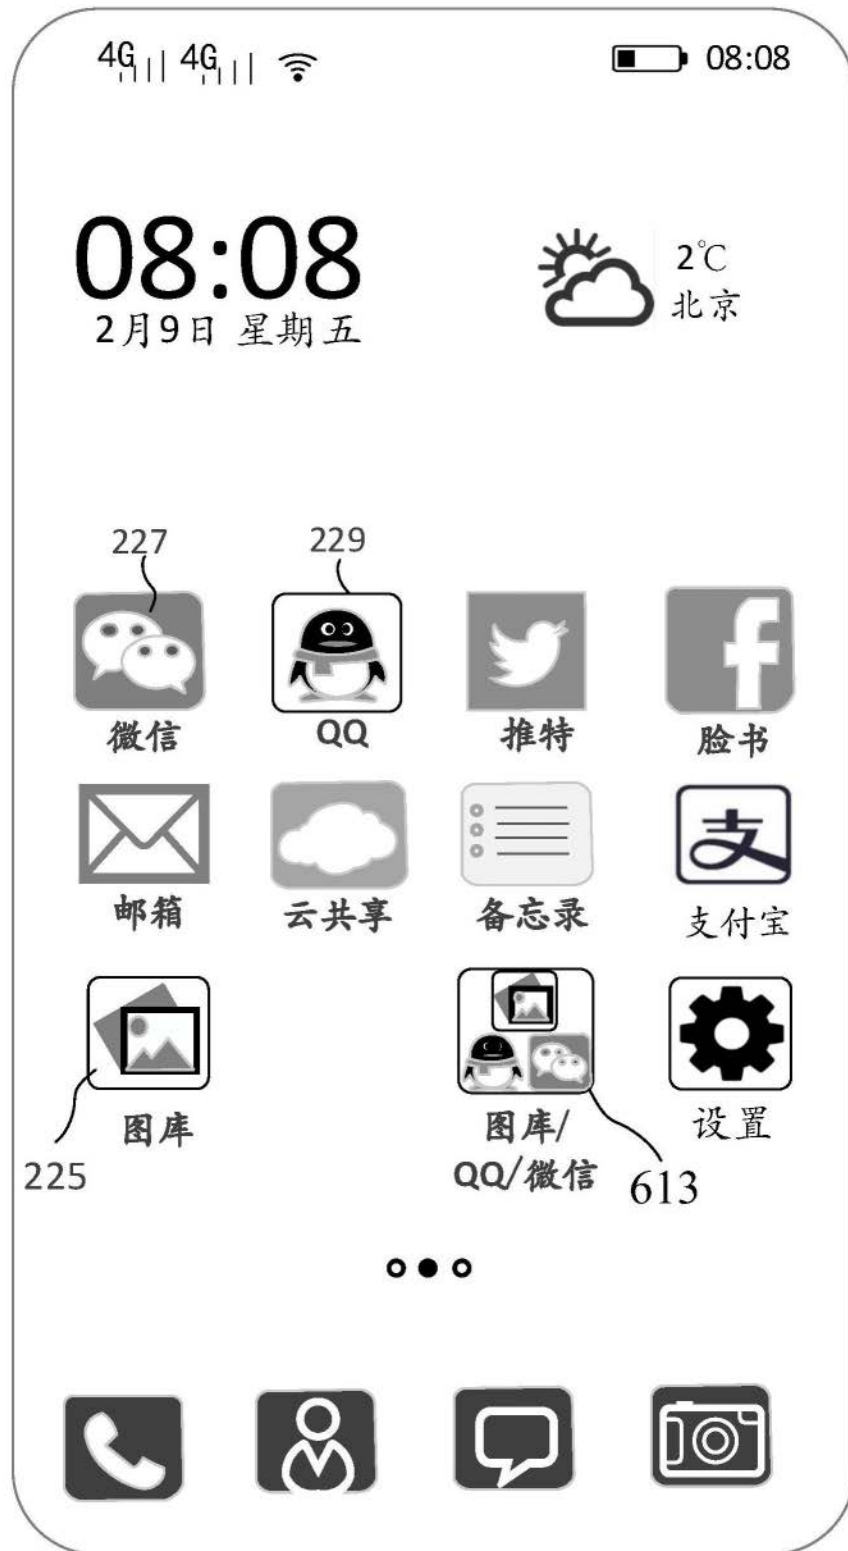 4G 4G 08:08
08:08
2℃
北京
2月9日 星期五
227 229
微信 QQ 推特 脸书
邮箱 云共享 备忘录 支付宝
图库 图库/ 设置
QQ/微信
225 613